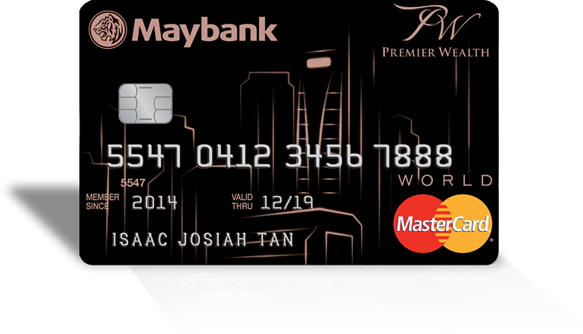 Maybank
PW
PREMIER WEALTH
5547 0412 3456 7888
5547
WORLD
MEMBER SINCE 2014 VALID THRU 12/19
MasterCard
ISAAC JOSIAH TAN